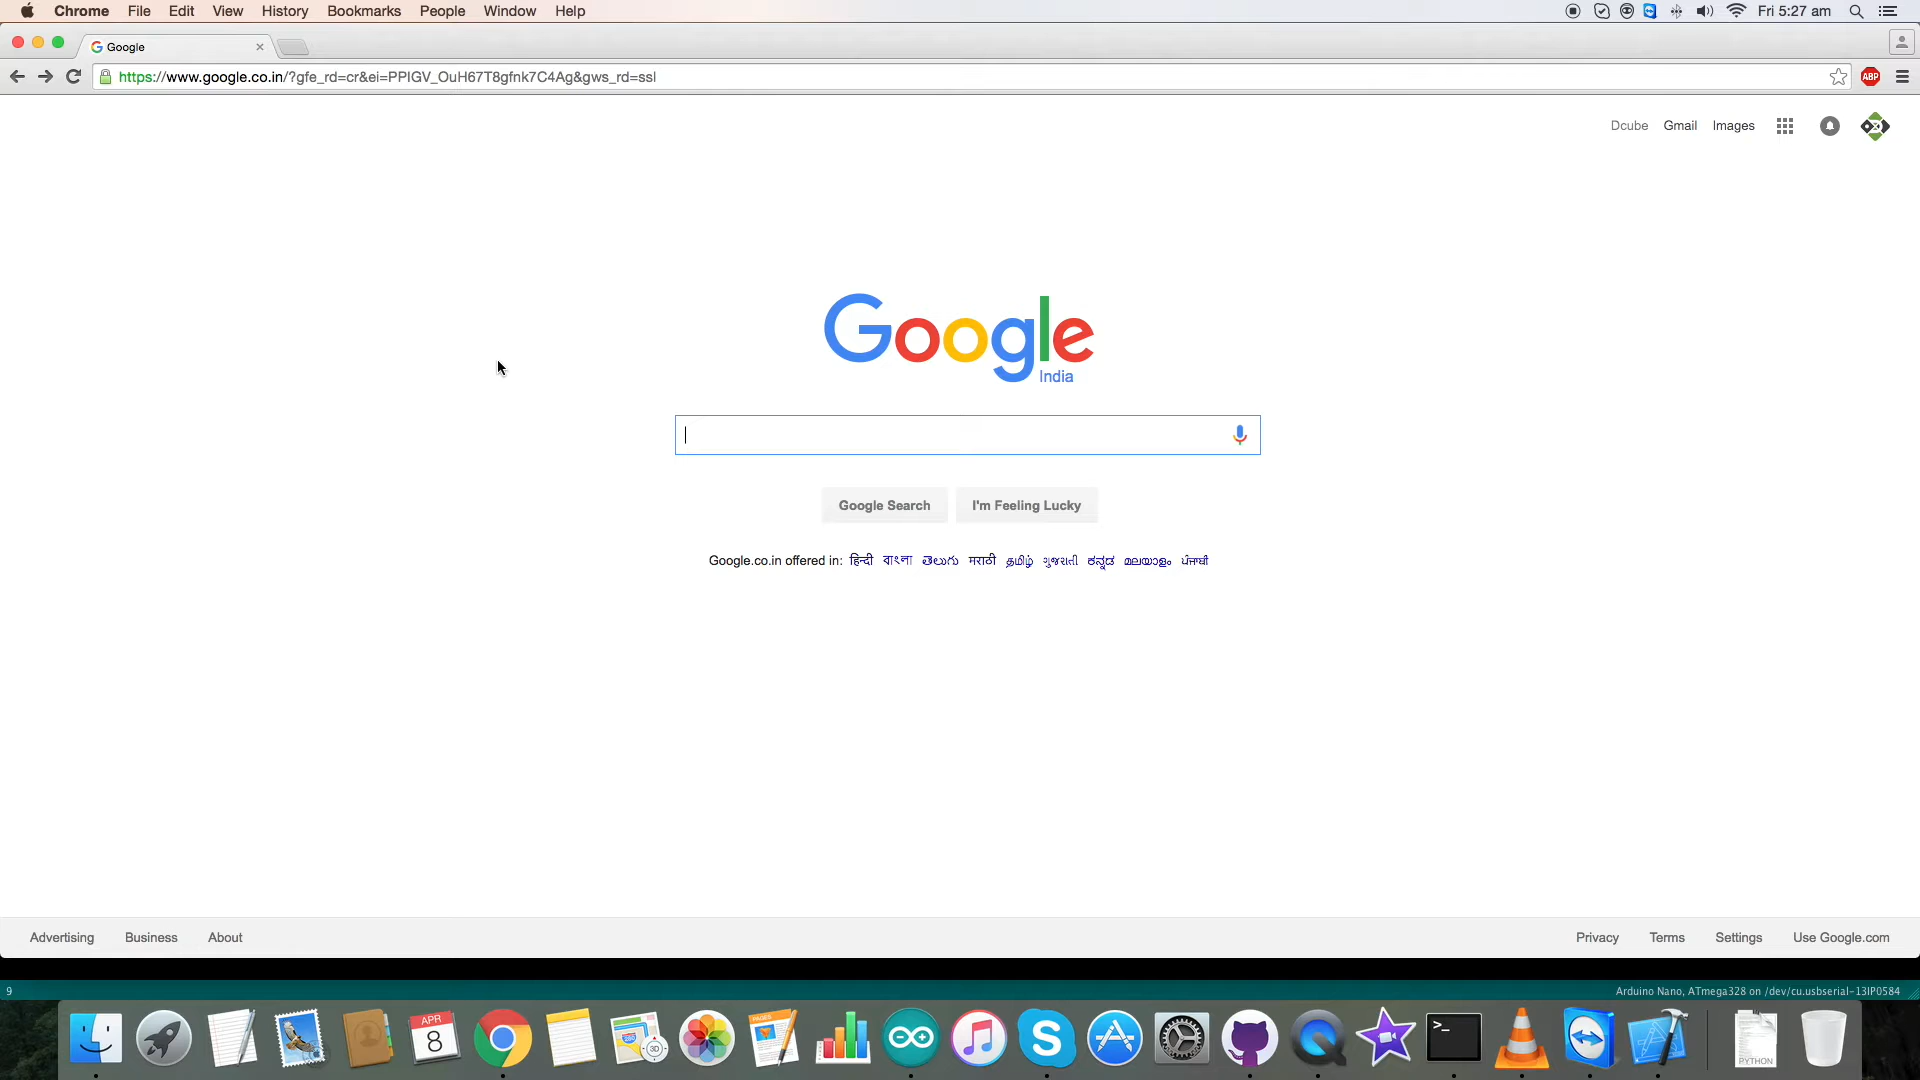 Chrome File Edit View History Bookmarks People Window Help Fri 5:27 am
Google
https://www.google.co.in/?gfe_rd=cr&ei=PPIGV_OuH67T8gfnk7C4Ag&gws_rd=ssl ABP
Dcube Gmail Images
Google
India
Google Search I'm Feeling Lucky
Google.co.in offered in: हिन्दी বাংলা తెలుగు मराठी தமிழ் ગુજરાતી ಕನ್ನಡ മലയാളം ਪੰਜਾਬੀ
Advertising Business About Privacy Terms Settings Use Google.com
9 Arduino Nano, ATmega328 on /dev/cu.usbserial-13IP0584
APR
8
3D
PAGES
>_
PYTHON